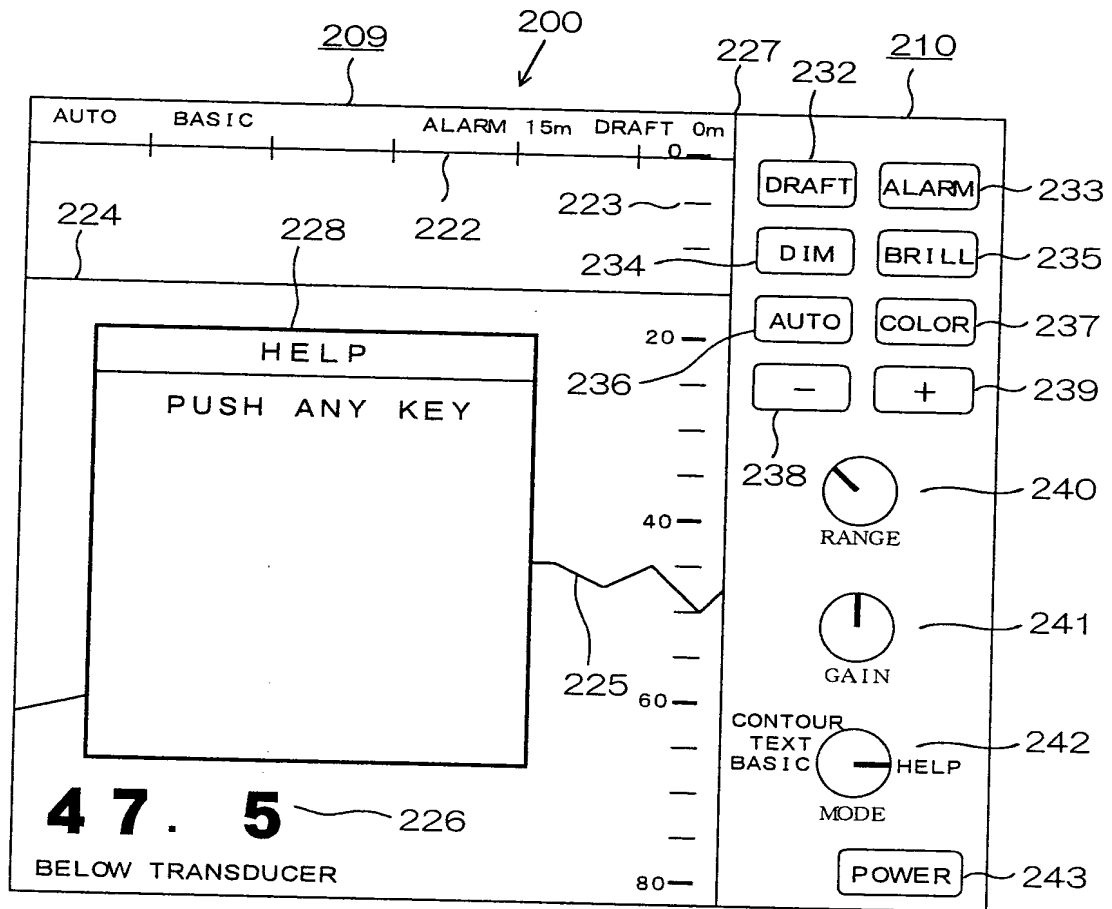 200
209
227
232
210
AUTO BASIC ALARM 15m DRAFT 0m
0
DRAFT ALARM
233
223
224
228
222
234
DIM BRILL
235
HELP
20
AUTO COLOR
237
236
PUSH ANY KEY
- +
239
238
240
40
RANGE
241
225
GAIN
60
CONTOUR
TEXT
BASIC
HELP
242
MODE
47. 5
226
BELOW TRANSDUCER
80
POWER
243